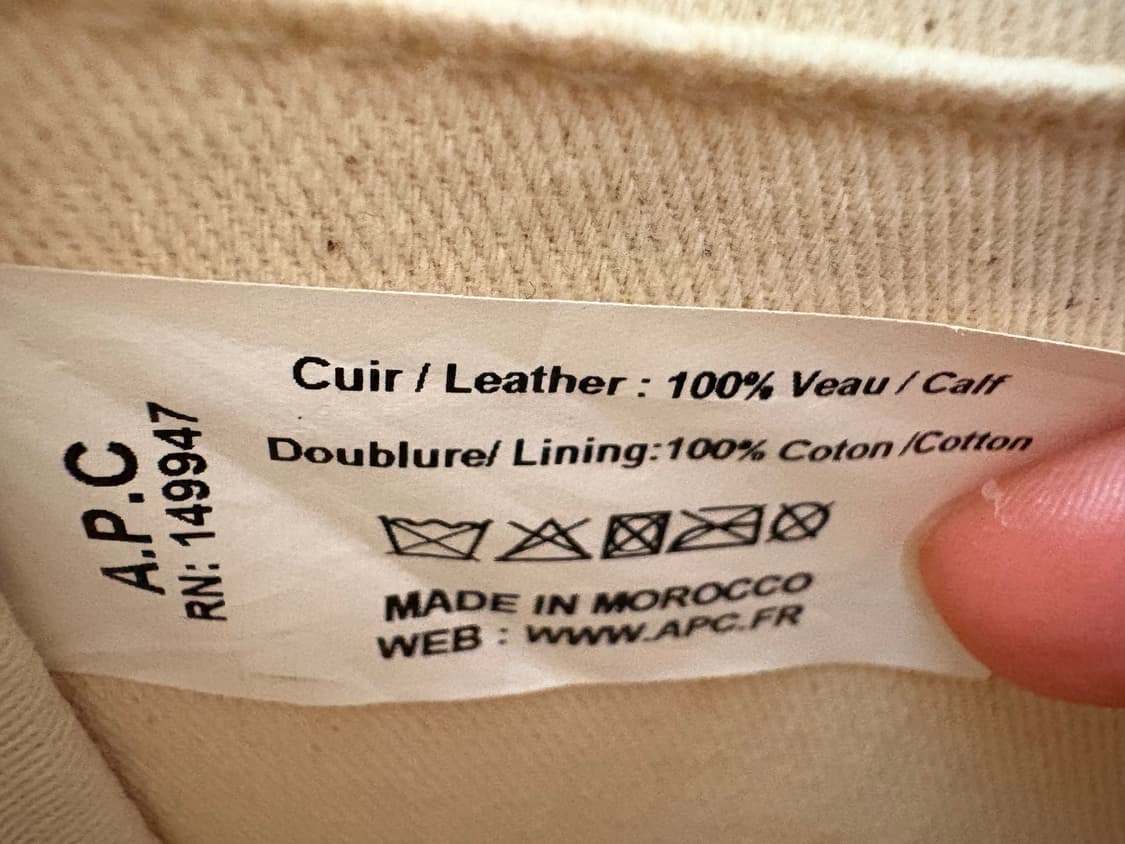 A.P.C
RN: 149947
Cuir / Leather : 100% Veau / Calf
Doublure/ Lining:100% Coton /Cotton
MADE IN MOROCCO
WEB : WWW.APC.FR